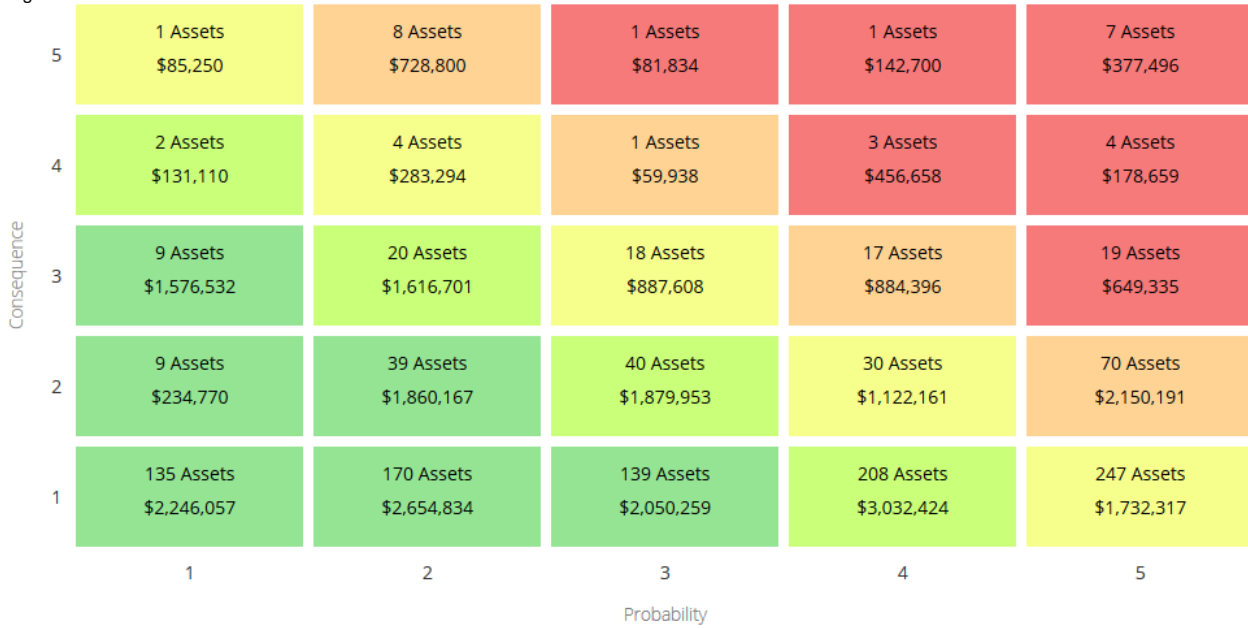 5
1 Assets
$85,250
8 Assets
$728,800
1 Assets
$81,834
1 Assets
$142,700
7 Assets
$377,496
4
2 Assets
$131,110
4 Assets
$283,294
1 Assets
$59,938
3 Assets
$456,658
4 Assets
$178,659
Consequence
3
9 Assets
$1,576,532
20 Assets
$1,616,701
18 Assets
$887,608
17 Assets
$884,396
19 Assets
$649,335
2
9 Assets
$234,770
39 Assets
$1,860,167
40 Assets
$1,879,953
30 Assets
$1,122,161
70 Assets
$2,150,191
1
135 Assets
$2,246,057
170 Assets
$2,654,834
139 Assets
$2,050,259
208 Assets
$3,032,424
247 Assets
$1,732,317
1
2
3
4
5
Probability